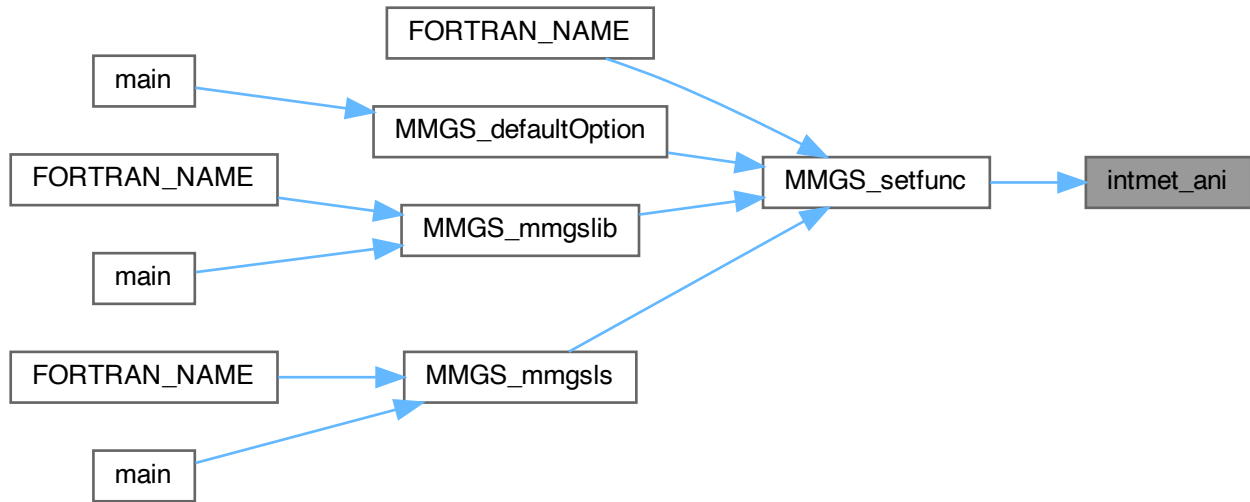 FORTRAN_NAME
main
MMGS_defaultOption
FORTRAN_NAME
MMGS_setfunc
intmet_ani
MMGS_mmgslib
main
FORTRAN_NAME
MMGS_mmgsls
main